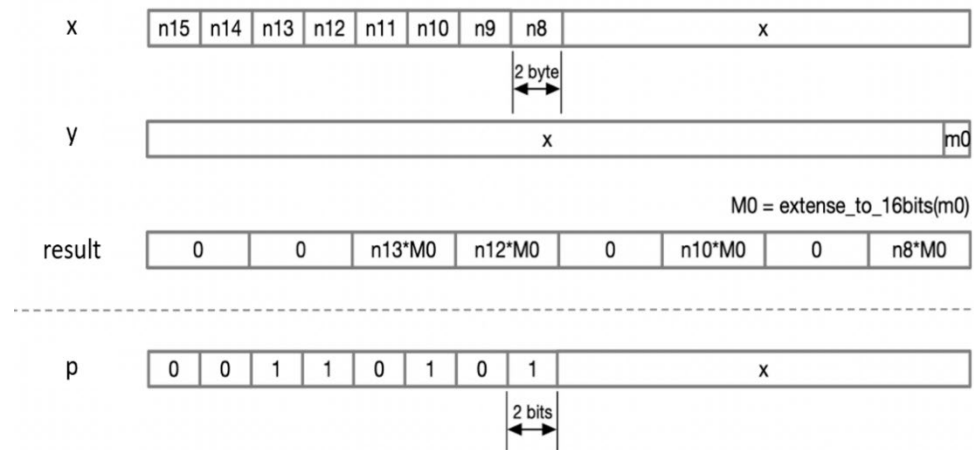 x n15 n14 n13 n12 n11 n10 n9 n8 x
2 byte
y x m0
M0 = extense_to_16bits(m0)
result 0 0 n13*M0 n12*M0 0 n10*M0 0 n8*M0
p 0 0 1 1 0 1 0 1 x
2 bits